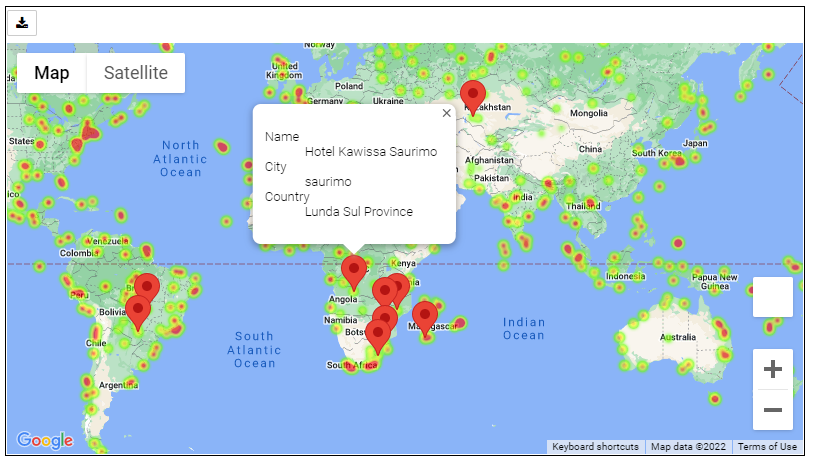 Map
Satellite
Norway
United
Kingdom
Poland
Germany
Ukraine
Mongolia
North
Atlantic
Ocean
States
Name
Hotel Kawissa Saurimo
City
saurimo
Country
Lunda Sul Province
Afghanistan
Pakistan
China
South Korea
Japan
India
Thailand
Venezuela
Colombia
Kenya
Indonesia
Papua New
Guinea
Peru
Bolivia
Angola
Namibia
Madagascar
Chile
South
Atlantic
Ocean
Indian
Ocean
Australia
South Africa
Argentina
Google
Keyboard shortcuts
Map data ©2022
Terms of Use